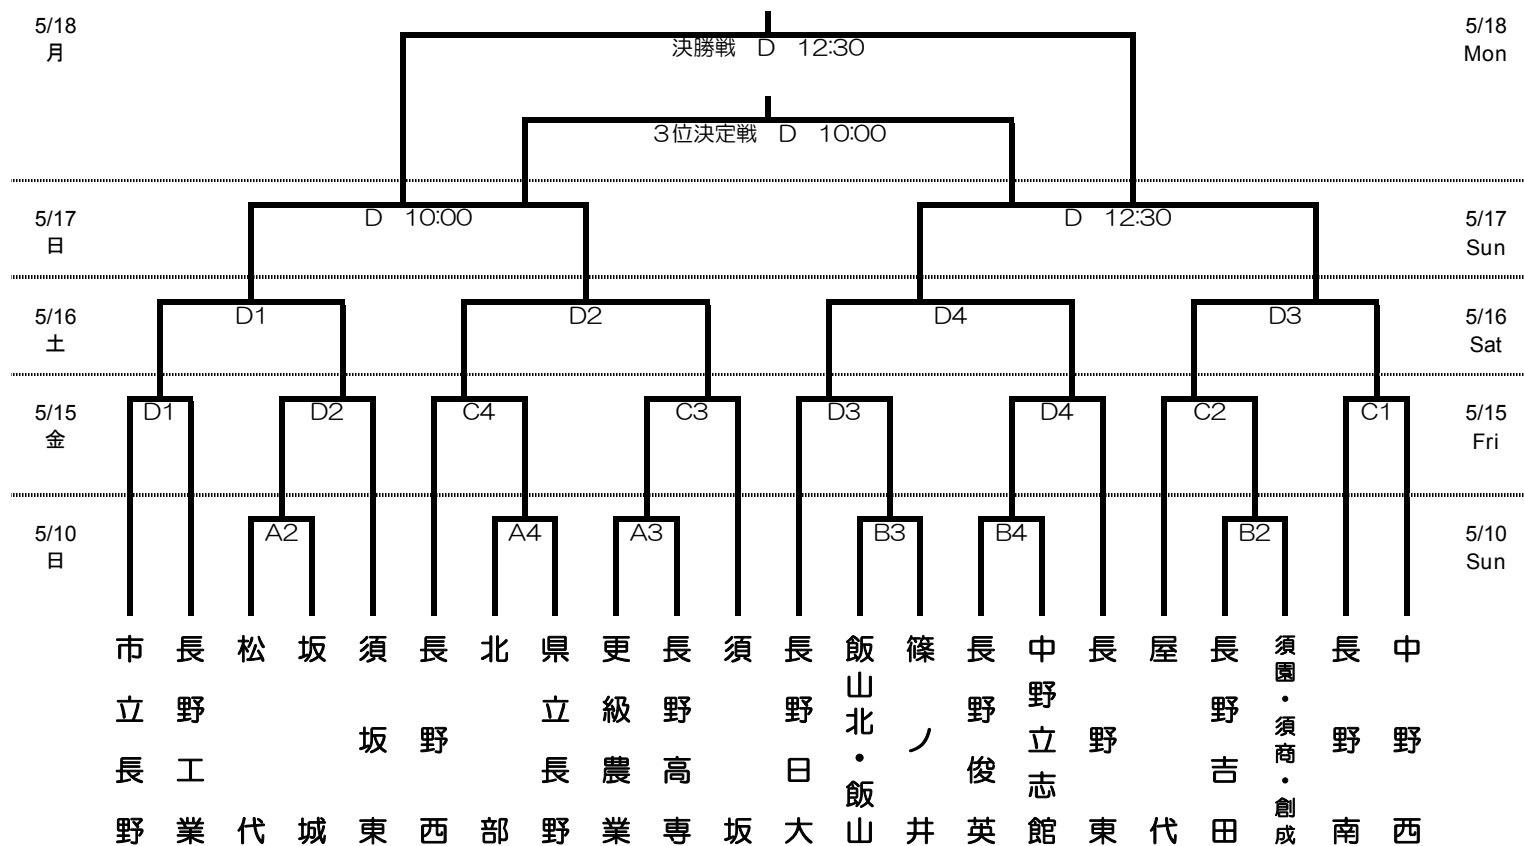 5/18
月
決勝戦 D 12:30
5/18
Mon
3位決定戦 D 10:00
5/17
日
D 10:00
D 12:30
5/17
Sun
5/16
土
D1
D2
D4
D3
5/16
Sat
5/15
金
D1
D2
C4
C3
D3
D4
C2
C1
5/15
Fri
5/10
日
A2
A4
A3
B3
B4
B2
5/10
Sun
市立長野
長野工業
松代
坂城
須坂東
長野西
北部
県立長野
更級農業
長野高専
須坂
長野日大
飯山北・飯山
篠ノ井
長野俊英
中野立志館
長野東
屋代
長野吉田
須園・須商・創成
長野南
中野西